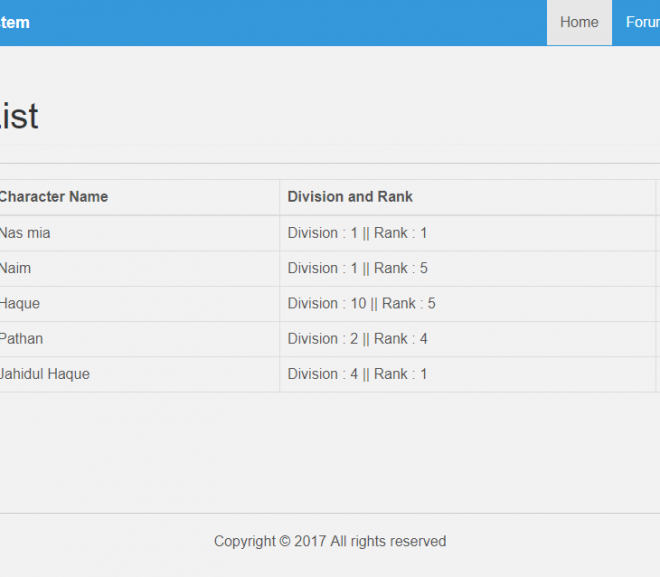 stem Home Forum
List
Character Name Division and Rank
Nas mia Division : 1 || Rank : 1
Naim Division : 1 || Rank : 5
Haque Division : 10 || Rank : 5
Pathan Division : 2 || Rank : 4
Jahidul Haque Division : 4 || Rank : 1
Copyright © 2017 All rights reserved